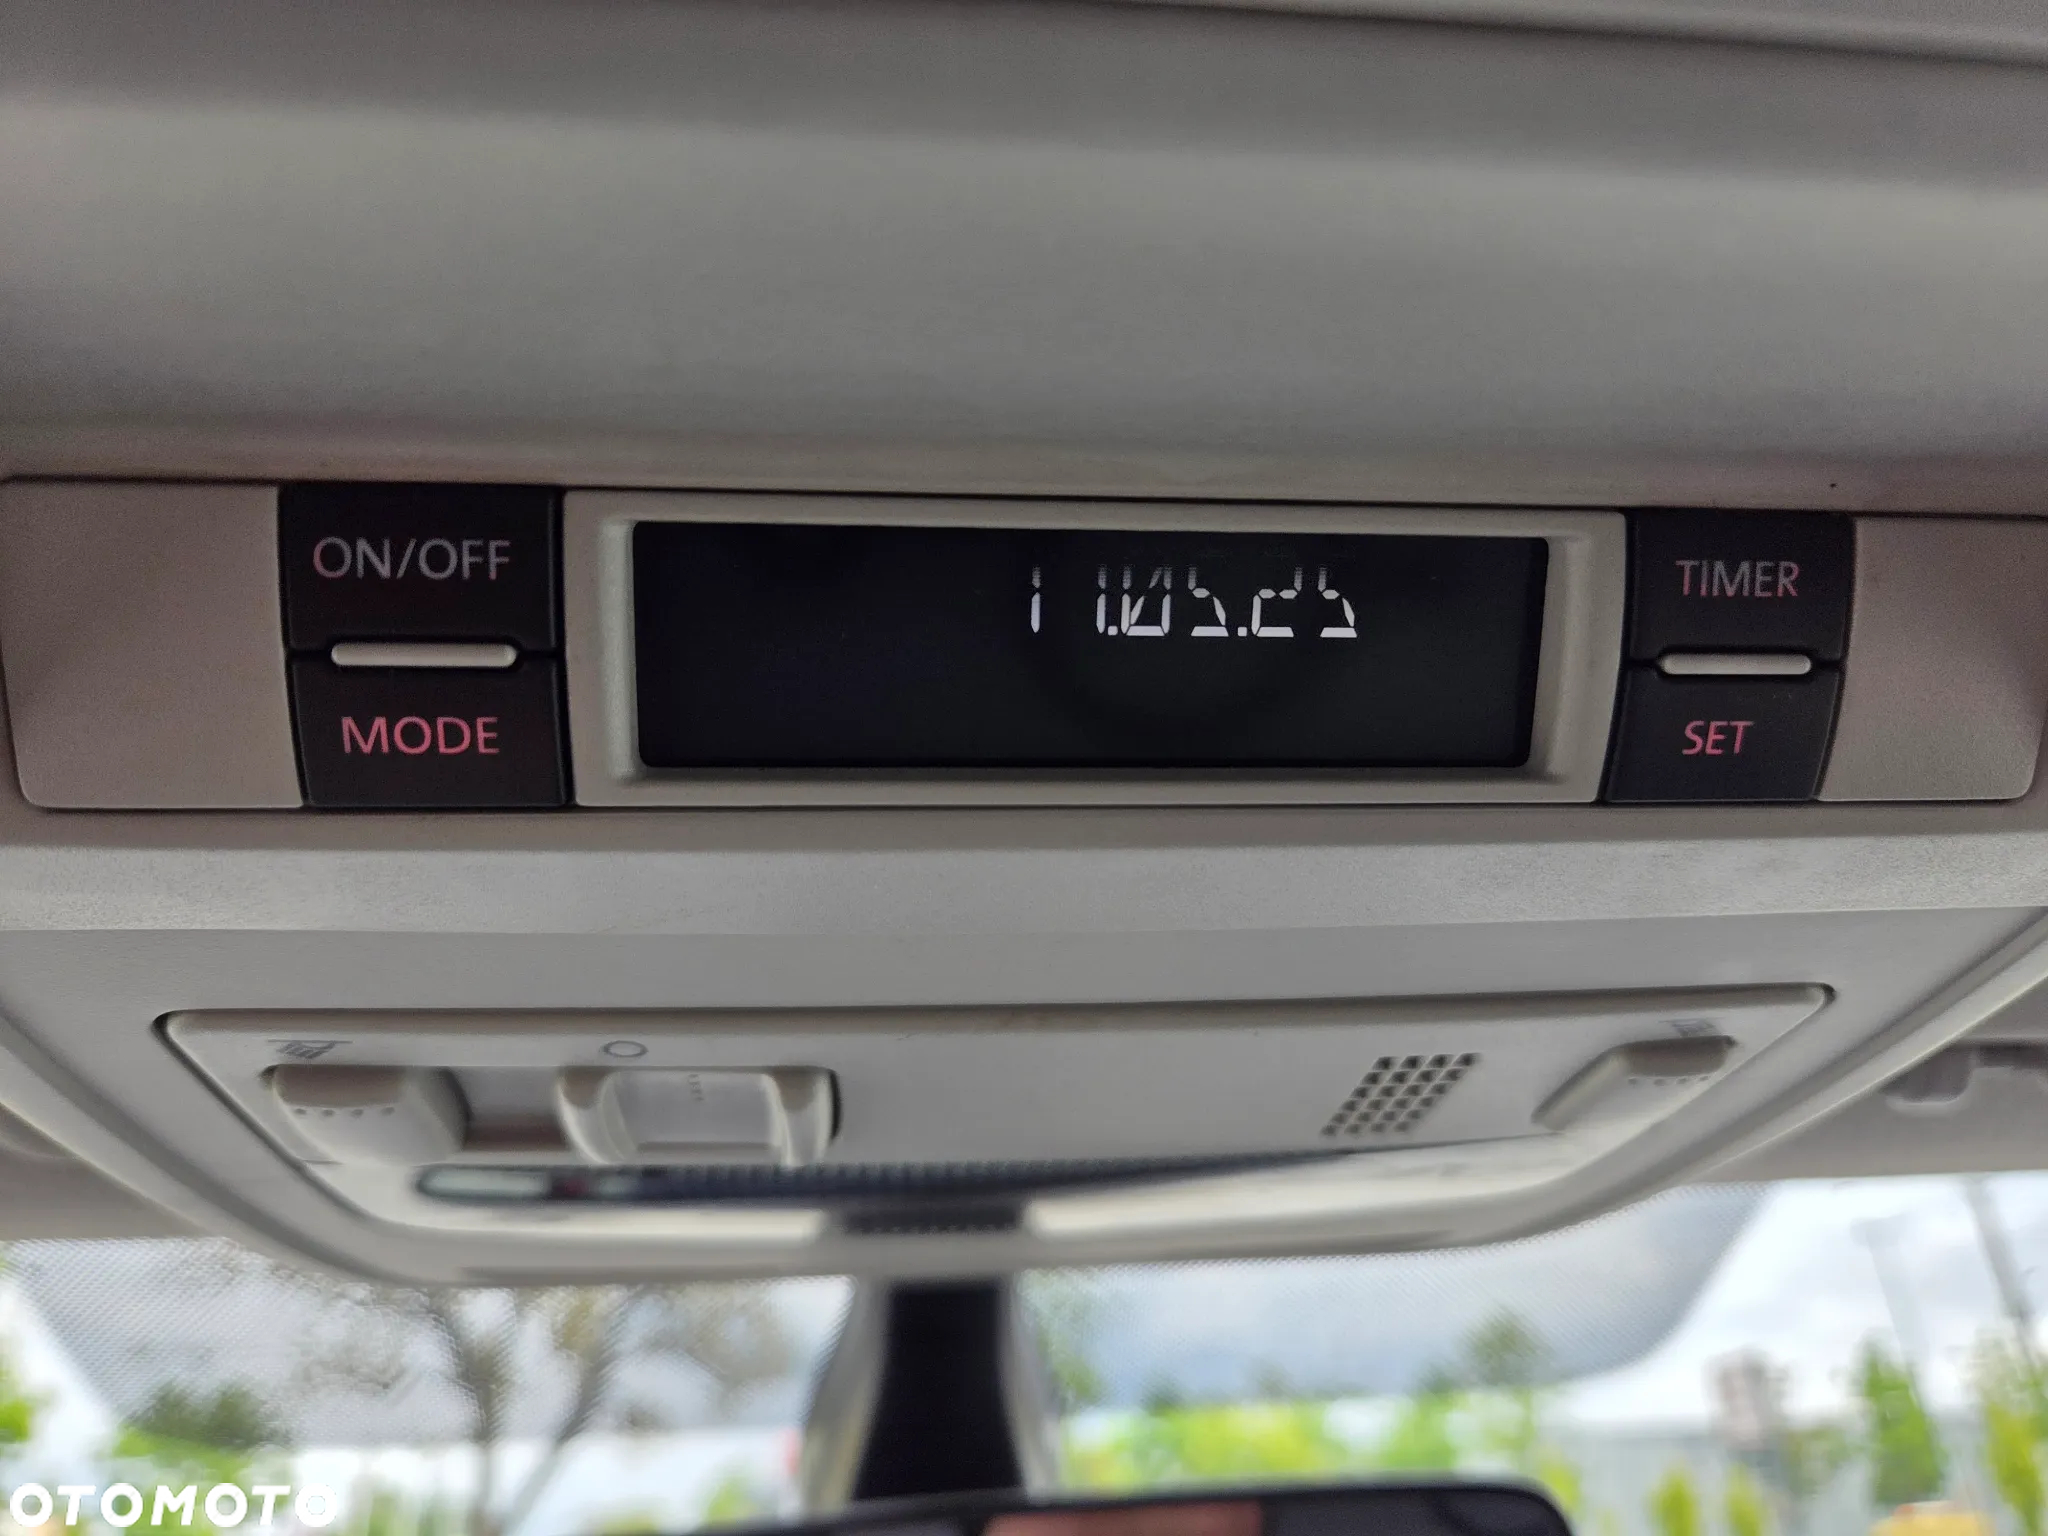 ON/OFF
11.05.25
TIMER
MODE
SET
OTOMOTO